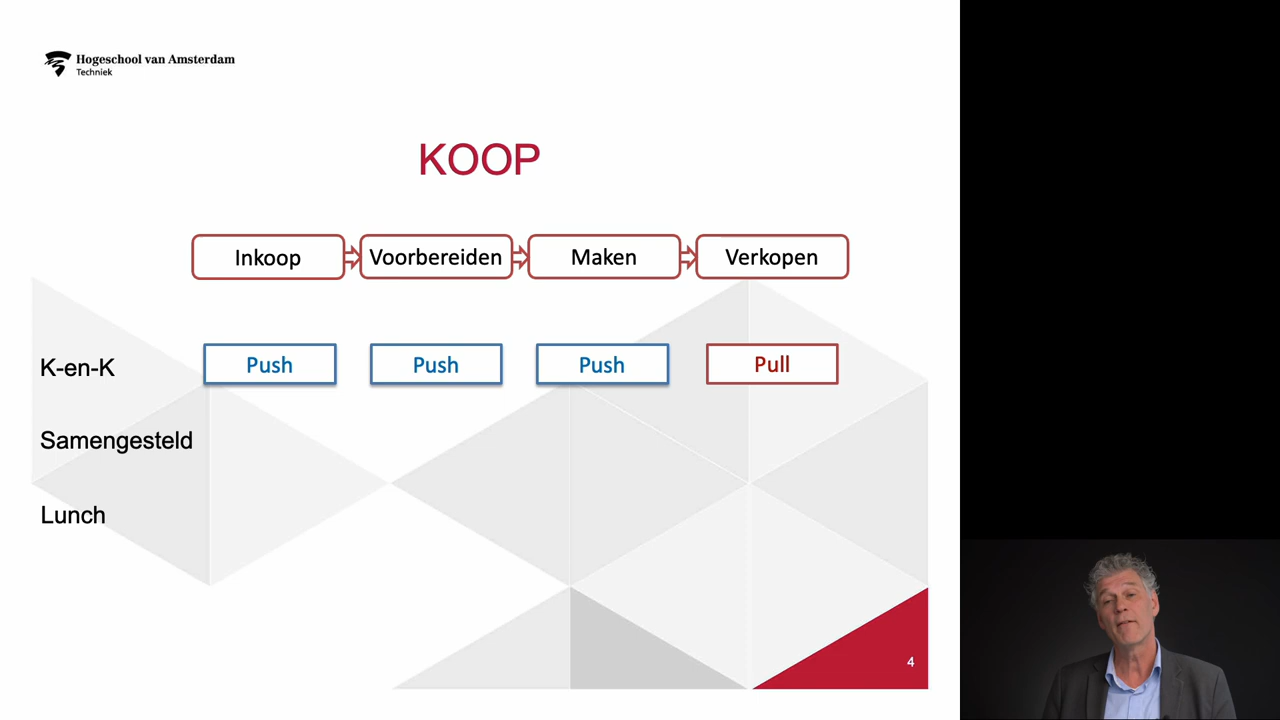 Hogeschool van Amsterdam
Techniek
KOOP
Inkoop Voorbereiden Maken Verkopen
K-en-K Push Push Push Pull
Samengesteld
Lunch
4